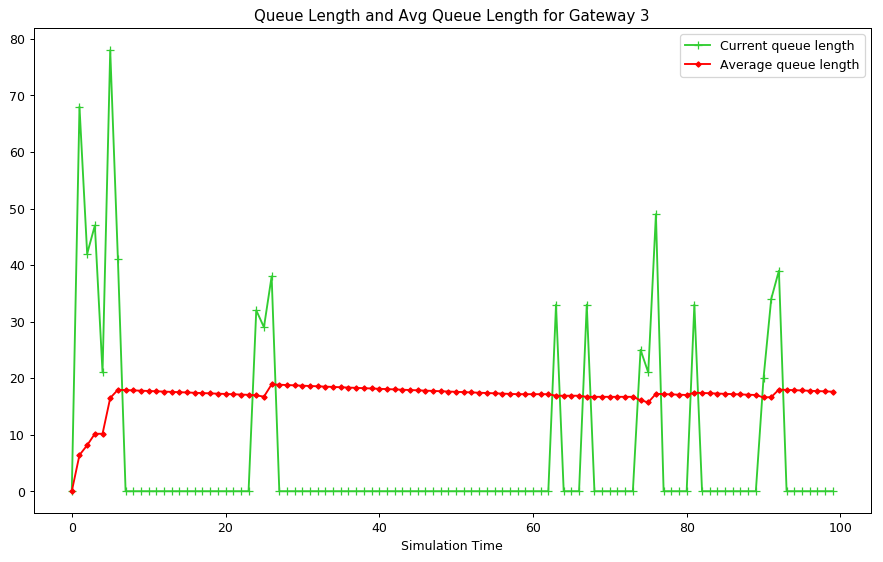 Queue Length and Avg Queue Length for Gateway 3
Current queue length
Average queue length
80
70
60
50
40
30
20
10
0
0 20 40 60 80 100
Simulation Time